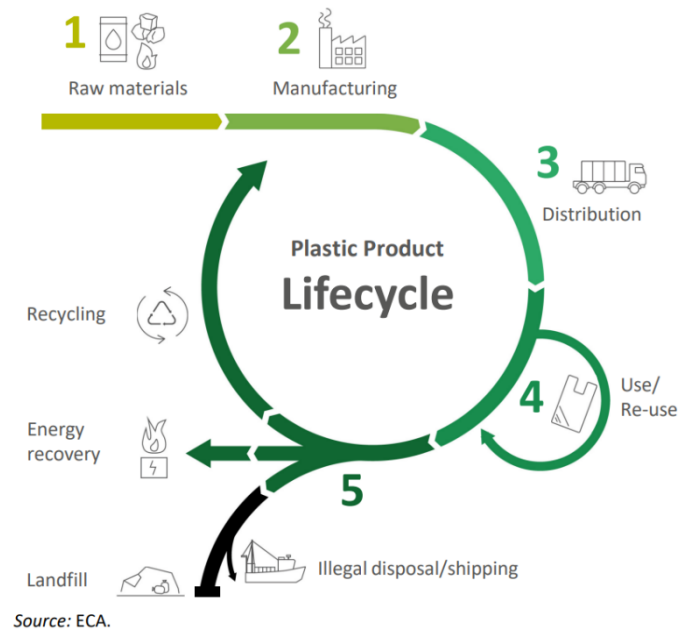 1
Raw materials
2
Manufacturing
3
Distribution
Plastic Product
Lifecycle
Recycling
4
Use/
Re-use
Energy
recovery
5
Landfill
Illegal disposal/shipping
Source: ECA.